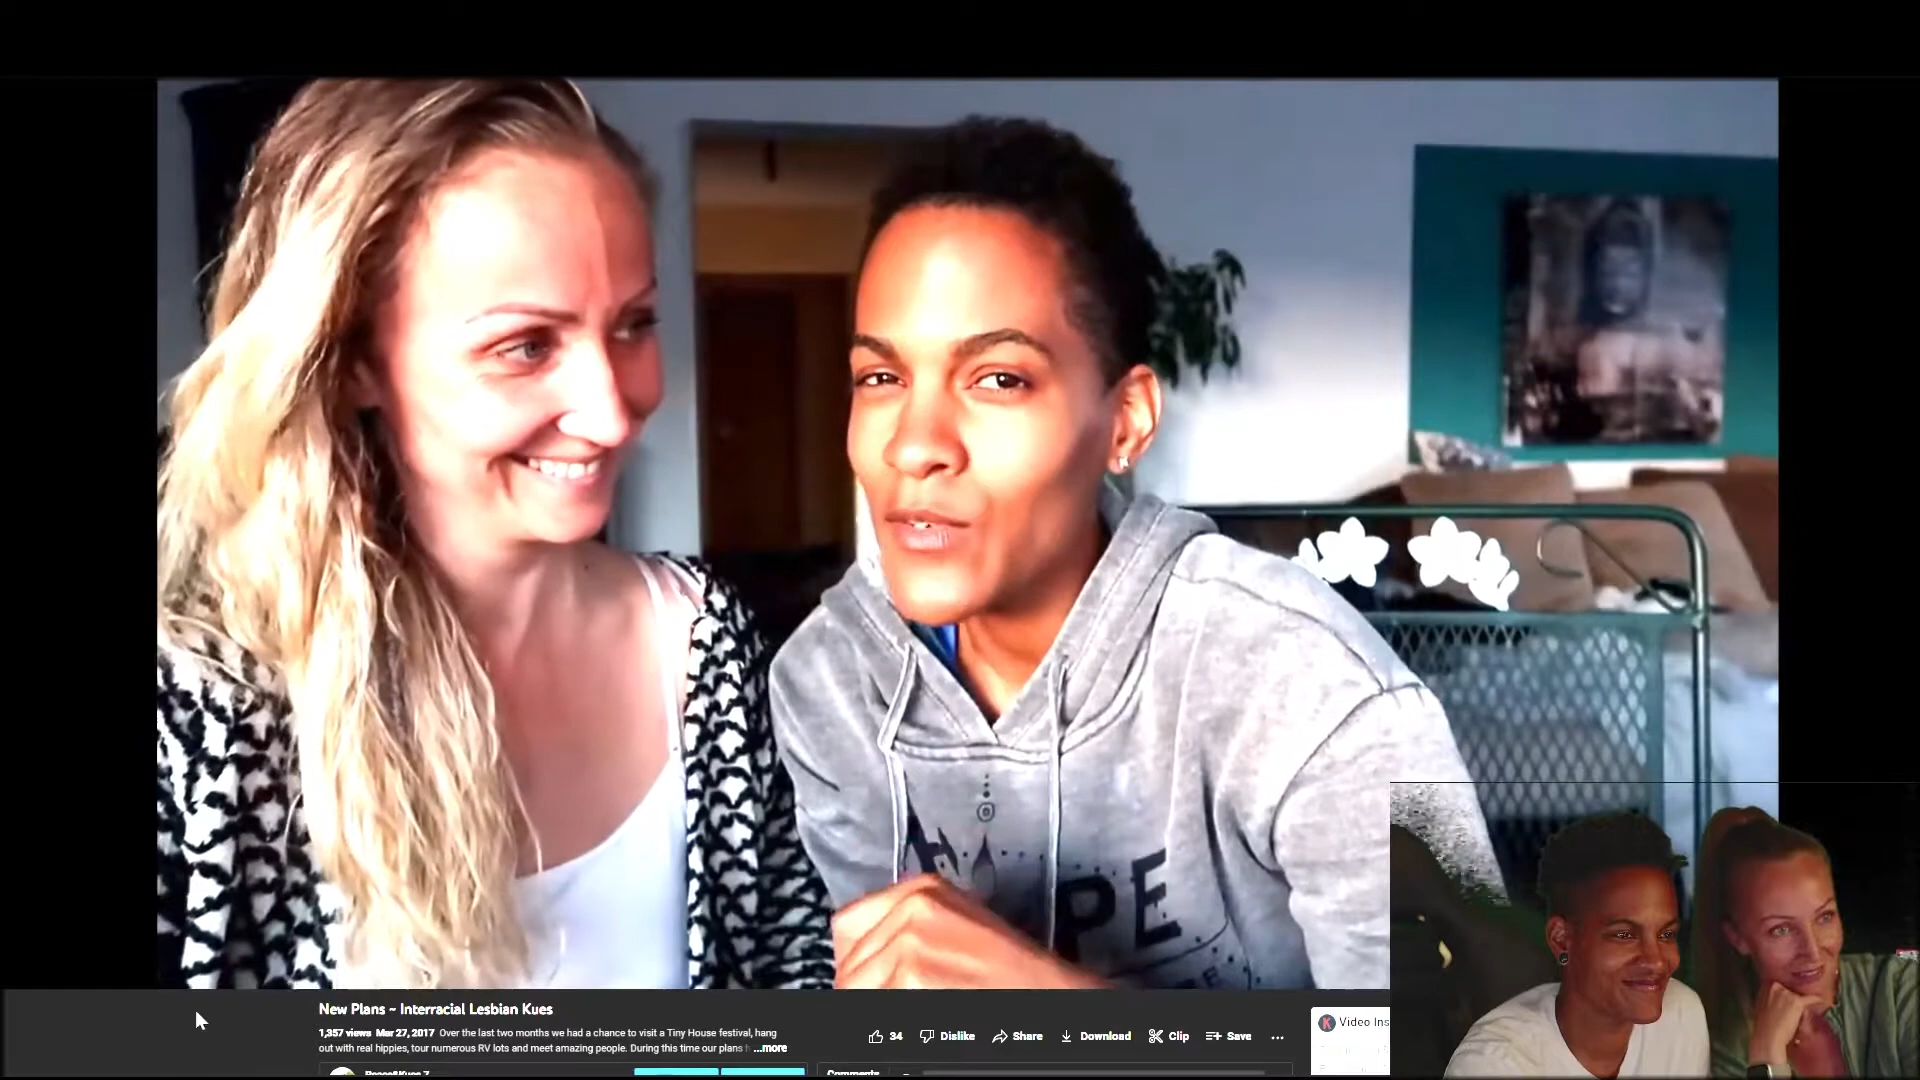 HOPE
New Plans ~ Interracial Lesbian Kues
1,357 views Mar 27, 2017 Over the last two months we had a chance to visit a Tiny House festival, hang
out with real hippies, tour numerous RV lots and meet amazing people. During this time our plans ...more
34 Dislike Share Download Clip Save ...
K Video Ins
Comments